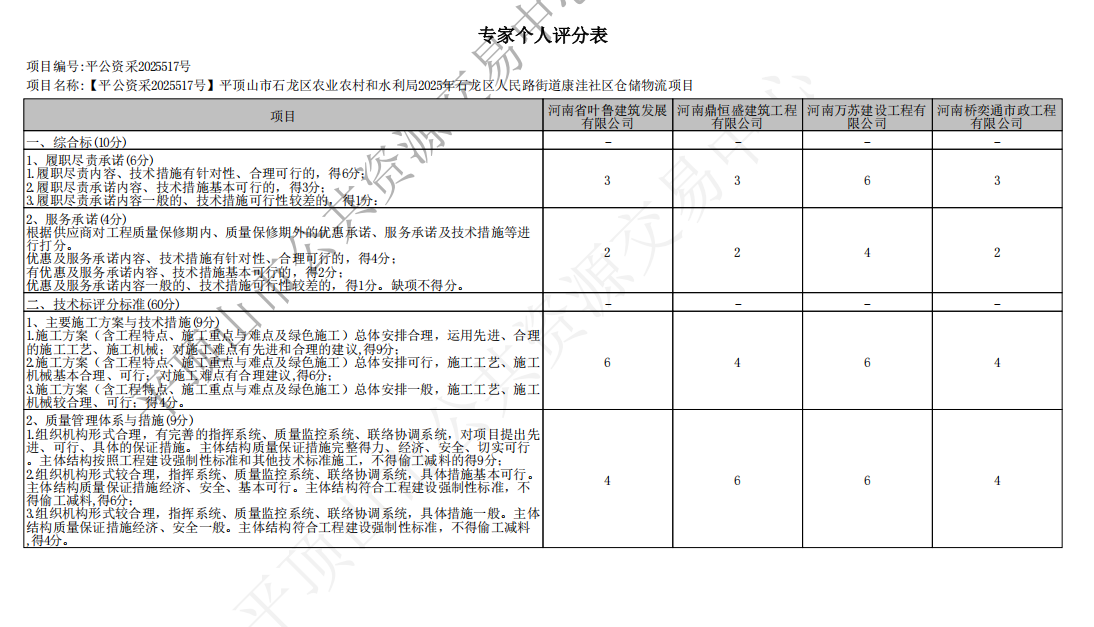 专家个人评分表
项目编号:平公资采2025517号
项目名称:【平公资采2025517号】平顶山市石龙区农业农村和水利局2025年石龙区人民路街道康洼社区仓储物流项目
项目
河南省叶鲁建筑发展
有限公司
河南鼎恒盛建筑工程
有限公司
河南万苏建设工程有
限公司
河南桥奕通市政工程
有限公司
一、综合标(10分)
—
—
—
—
1、履职尽责承诺(6分)
1.履职尽责内容、技术措施有针对性、合理可行的，得6分;
2.履职尽责承诺内容、技术措施基本可行的，得3分;
3.履职尽责承诺内容一般的、技术措施可行性较差的，得1分;
3
3
6
3
2、服务承诺(4分)
根据供应商对工程质量保修期内、质量保修期外的优惠承诺、服务承诺及技术措施等进
行打分。
优惠及服务承诺内容、技术措施有针对性、合理可行的，得4分;
有优惠及服务承诺内容、技术措施基本可行的，得2分;
优惠及服务承诺内容一般的、技术措施可行性较差的，得1分。缺项不得分。
2
2
4
2
二、技术标评分标准(60分)
—
—
—
—
1、主要施工方案与技术措施(9分)
1.施工方案（含工程特点、施工重点与难点及绿色施工）总体安排合理，运用先进、合理
的施工工艺、施工机械；对施工难点有先进和合理的建议,得9分;
2.施工方案（含工程特点、施工重点与难点及绿色施工）总体安排可行，施工工艺、施工
机械基本合理、可行；对施工难点有合理建议,得6分;
3.施工方案（含工程特点、施工重点与难点及绿色施工）总体安排一般，施工工艺、施工
机械较合理、可行；得4分。
6
4
6
4
2、质量管理体系与措施(9分)
1.组织机构形式合理，有完善的指挥系统、质量监控系统、联络协调系统，对项目提出先
进、可行、具体的保证措施。主体结构质量保证措施完整得力、经济、安全、切实可行
。主体结构按照工程建设强制性标准和其他技术标准施工，不得偷工减料的得9分;
2.组织机构形式较合理，指挥系统、质量监控系统、联络协调系统，具体措施基本可行。
主体结构质量保证措施经济、安全、基本可行。主体结构符合工程建设强制性标准，不
得偷工减料,得6分;
3.组织机构形式较合理，指挥系统、质量监控系统、联络协调系统，具体措施一般。主体
结构质量保证措施经济、安全一般。主体结构符合工程建设强制性标准，不得偷工减料
,得4分。
4
6
6
4
平顶山市公共资源交易中心
平顶山市公共资源交易中心